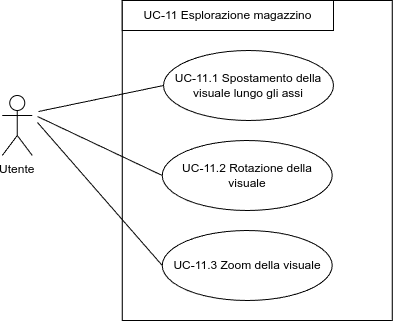 UC-11 Esplorazione magazzino
UC-11.1 Spostamento della
visuale lungo gli assi
UC-11.2 Rotazione della
visuale
Utente
UC-11.3 Zoom della visuale